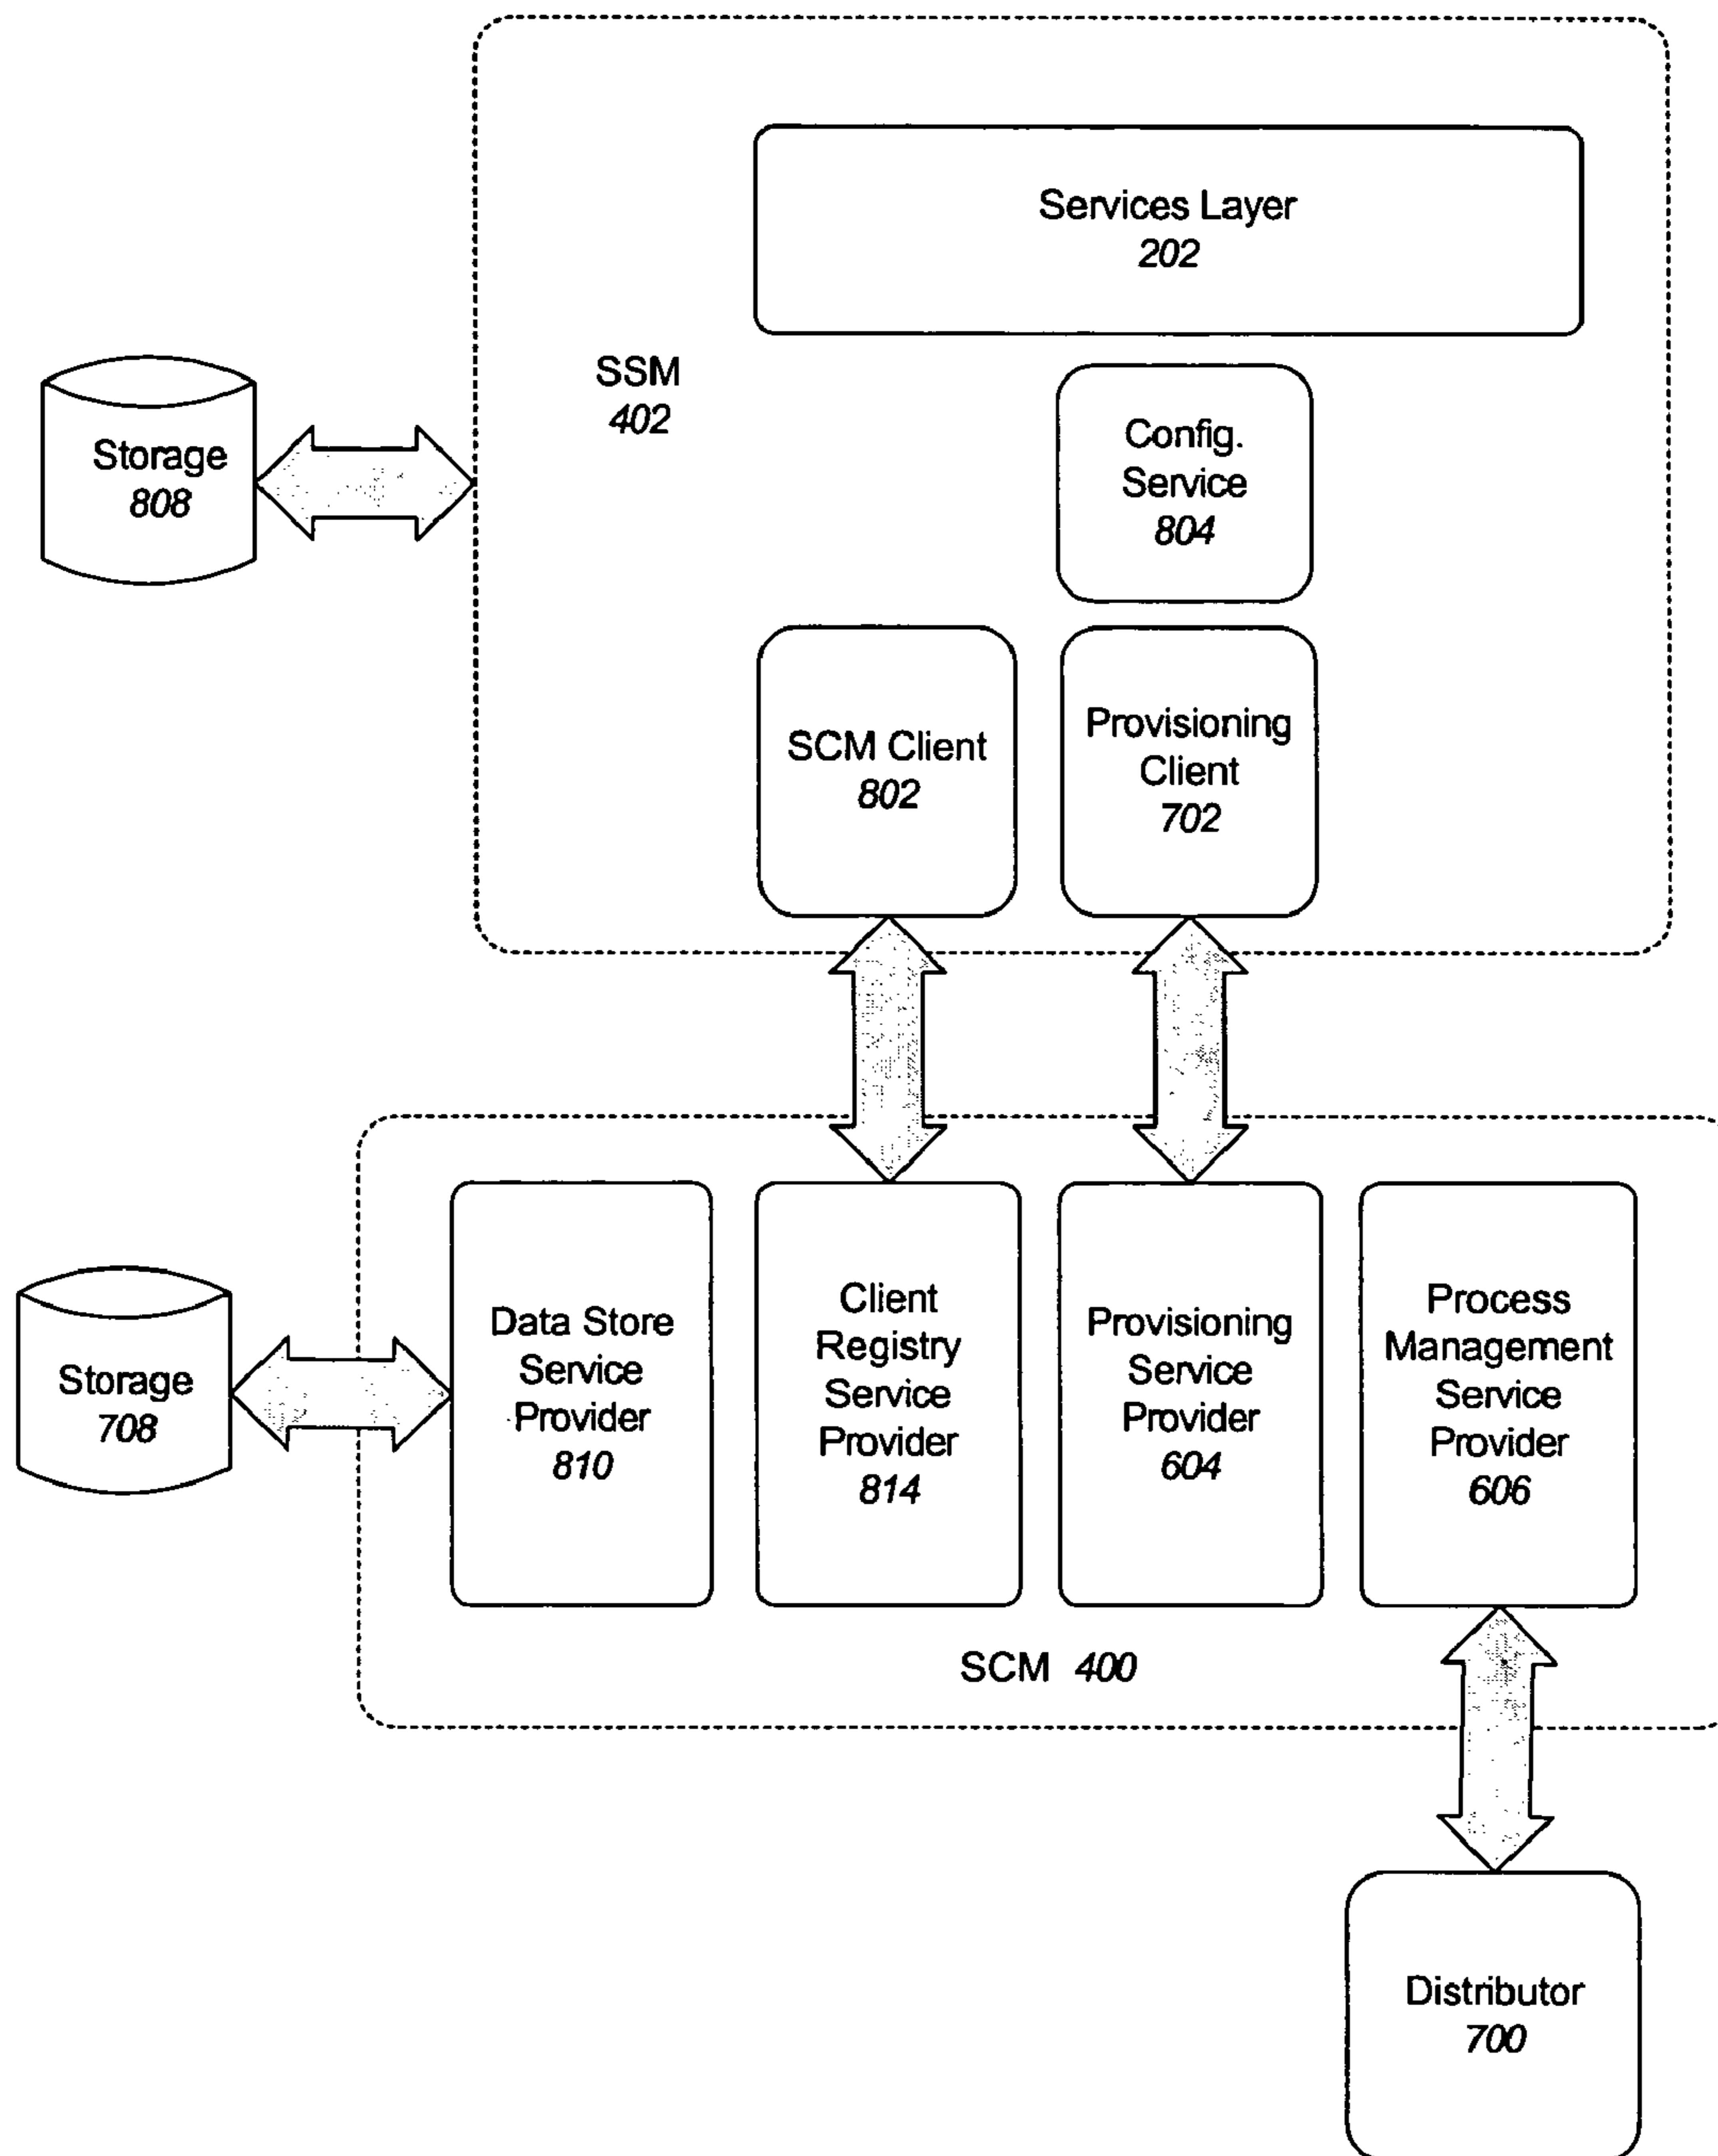 Services Layer
202
SSM
402
Storage
808
Config.
Service
804
SCM Client
802
Provisioning
Client
702
Storage
708
Data Store
Service
Provider
810
Client
Registry
Service
Provider
814
Provisioning
Service
Provider
604
Process
Management
Service
Provider
606
SCM 400
Distributor
700